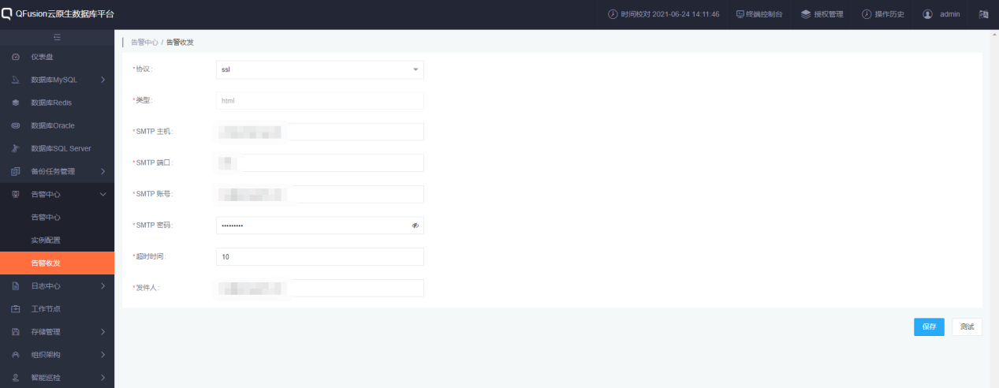 QFusion云原生数据库平台
时间校对 2021-06-24 14:11:46
终端控制台
授权管理
操作历史
admin
仪表盘
数据库MySQL
数据库Redis
数据库Oracle
数据库SQL Server
备份任务管理
告警中心
告警中心
实例配置
告警收发
日志中心
工作节点
存储管理
组织架构
智能巡检
告警中心 / 告警收发
*协议: ssl
*类型: html
*SMTP 主机:
*SMTP 端口:
*SMTP 账号:
*SMTP 密码: •••••••••
*超时时间: 10
*发件人:
保存 测试